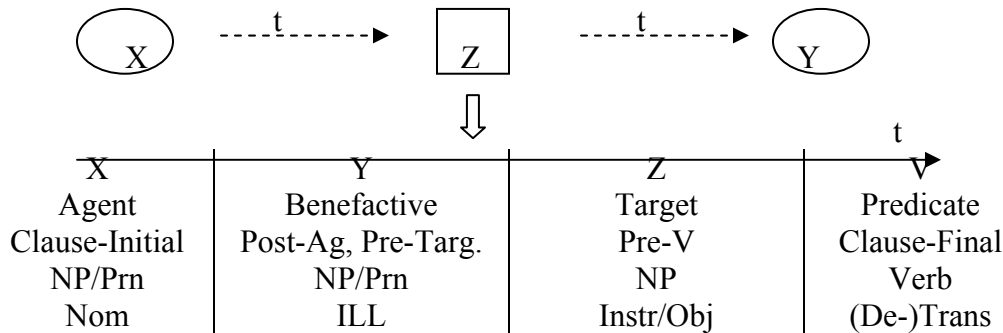 t t
X Z Y
t
X Y Z V
Agent Benefactive Target Predicate
Clause-Initial Post-Ag, Pre-Targ. Pre-V Clause-Final
NP/Prn NP/Prn NP Verb
Nom ILL Instr/Obj (De-)Trans